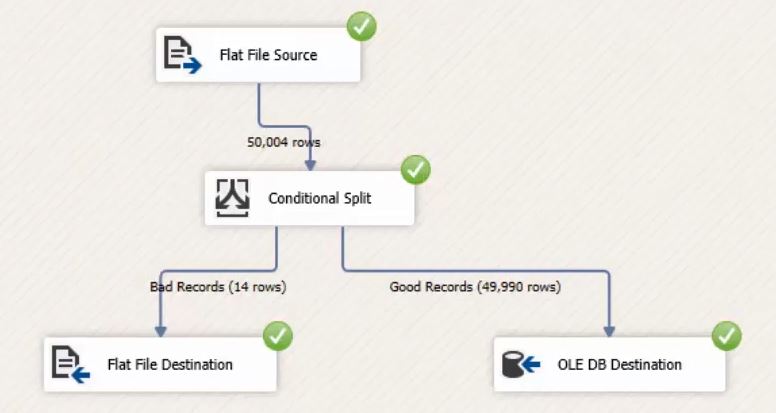 Flat File Source
50,004 rows
Conditional Split
Bad Records (14 rows)
Good Records (49,990 rows)
Flat File Destination
OLE DB Destination